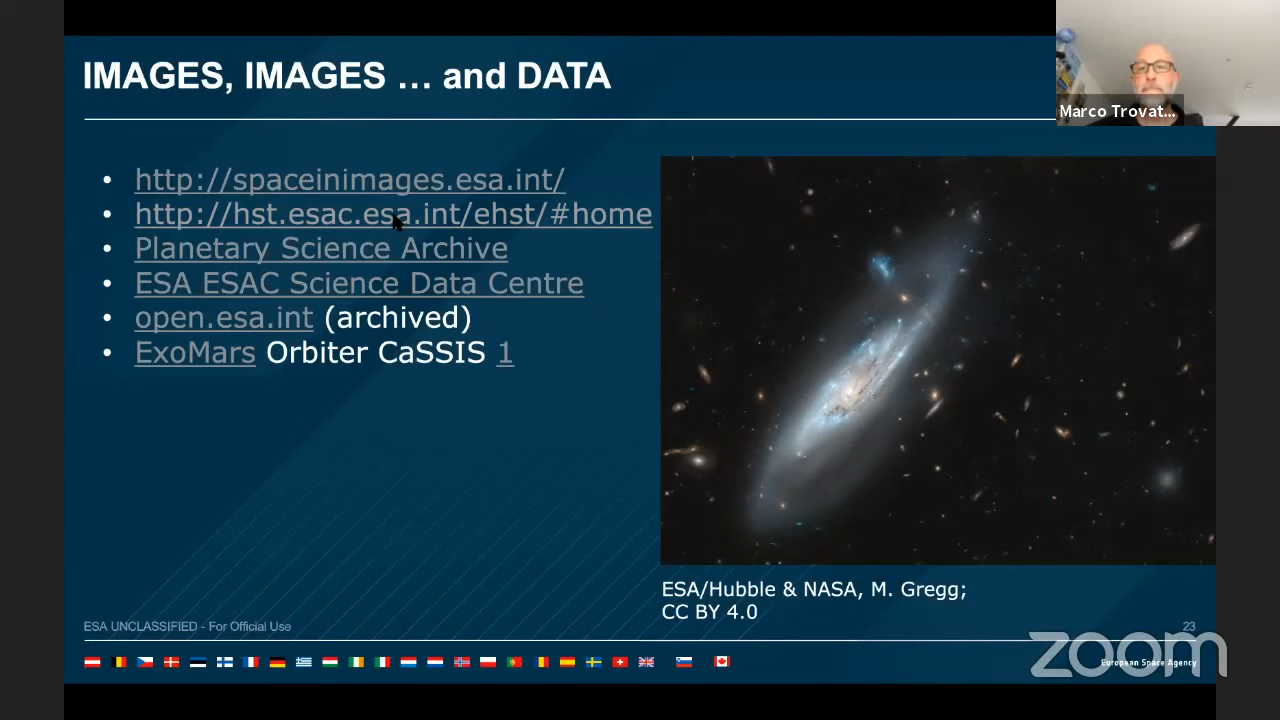 IMAGES, IMAGES … and DATA
Marco Trovat...
• http://spaceinimages.esa.int/
• http://hst.esac.esa.int/ehst/#home
• Planetary Science Archive
• ESA ESAC Science Data Centre
• open.esa.int (archived)
• ExoMars Orbiter CaSSIS 1
ESA/Hubble & NASA, M. Gregg;
CC BY 4.0
ESA UNCLASSIFIED - For Official Use
23
zoom
European Space Agency